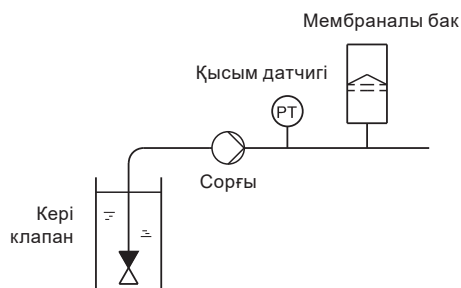 Мембраналы бак
Қысым датчигі
PT
Сорғы
Кері
клапан